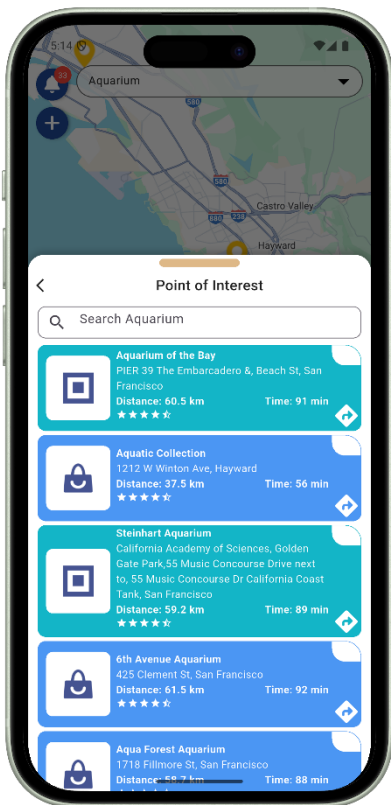 5:14
33
Aquarium
580
Castro Valley
580
880
238
Hayward
Point of Interest
Search Aquarium
Aquarium of the Bay
PIER 39 The Embarcadero &, Beach St, San
Francisco
Distance: 60.5 km Time: 91 min
Aquatic Collection
1212 W Winton Ave, Hayward
Distance: 37.5 km Time: 56 min
Steinhart Aquarium
California Academy of Sciences, Golden
Gate Park,55 Music Concourse Drive next
to, 55 Music Concourse Dr California Coast
Tank, San Francisco
Distance: 59.2 km Time: 89 min
6th Avenue Aquarium
425 Clement St, San Francisco
Distance: 61.5 km Time: 92 min
Aqua Forest Aquarium
1718 Fillmore St, San Francisco
Distance: 58.7 km Time: 88 min